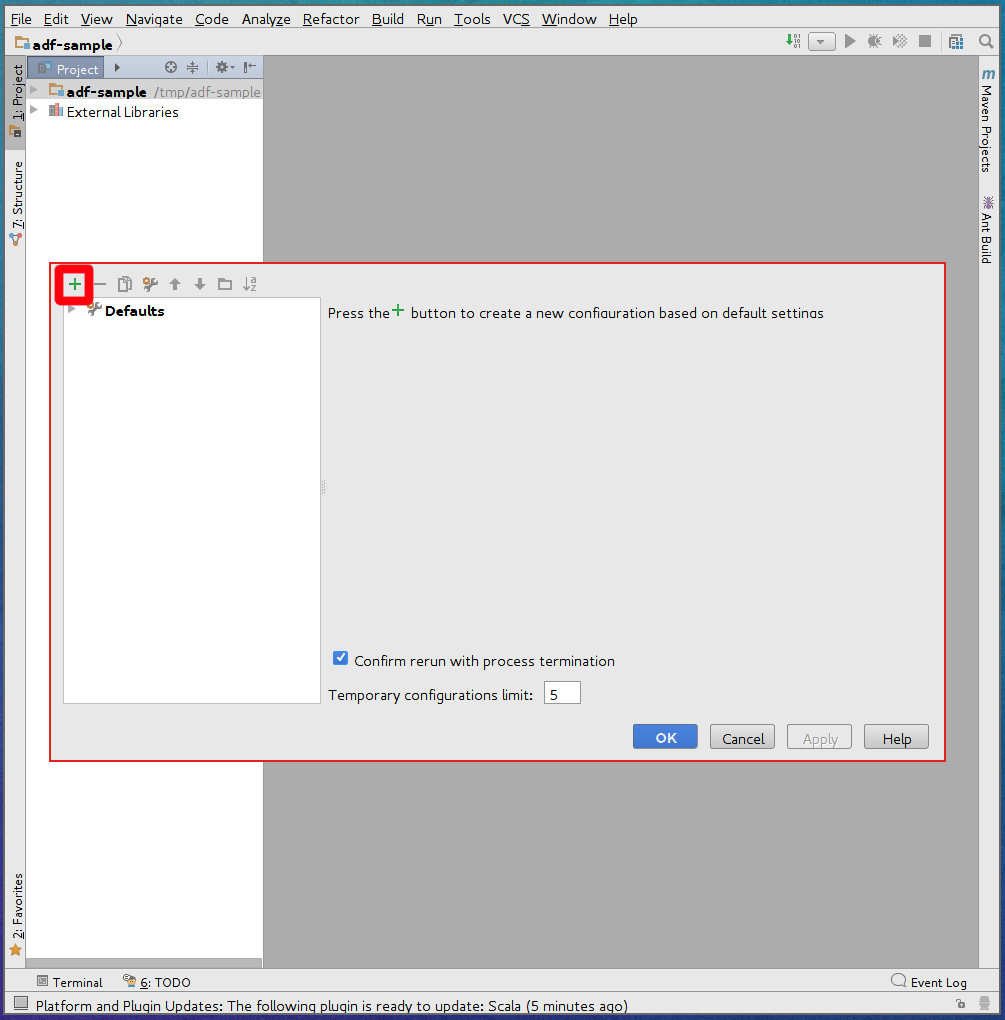 File Edit View Navigate Code Analyze Refactor Build Run Tools VCS Window Help
adf-sample
1: Project
Project
adf-sample /tmp/adf-sample
External Libraries
7: Structure
m Maven Projects
Ant Build
Defaults
Press the + button to create a new configuration based on default settings
Confirm rerun with process termination
Temporary configurations limit: 5
OK Cancel Apply Help
2: Favorites
Terminal 6: TODO Event Log
Platform and Plugin Updates: The following plugin is ready to update: Scala (5 minutes ago)